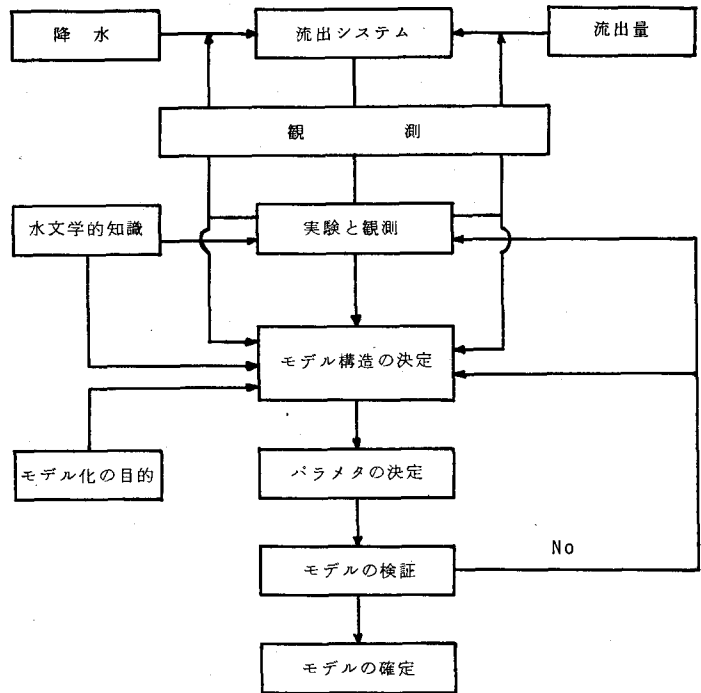 降 水
流出システム
流出量
観 測
水文学的知識
実験と観測
モデル構造の決定
モデル化の目的
パラメタの決定
No
モデルの検証
モデルの確定